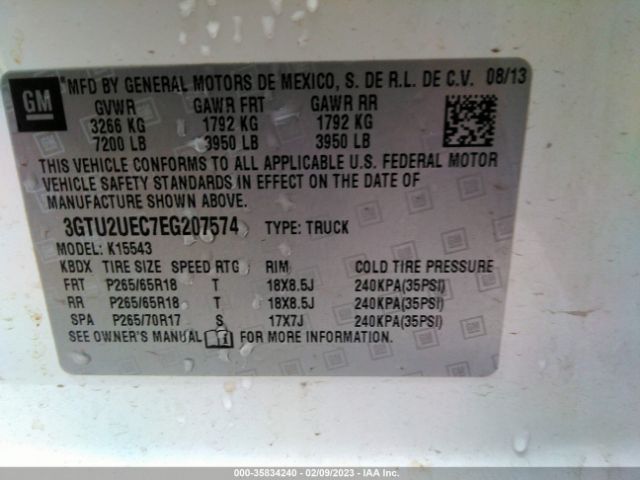 GM
*MFD BY GENERAL MOTORS DE MEXICO, S. DE R.L. DE C.V. 08/13
GVWR GAWR FRT GAWR RR
3266 KG 1792 KG 1792 KG
7200 LB 3950 LB 3950 LB
THIS VEHICLE CONFORMS TO ALL APPLICABLE U.S. FEDERAL MOTOR
VEHICLE SAFETY STANDARDS IN EFFECT ON THE DATE OF
MANUFACTURE SHOWN ABOVE.
3GTU2UEC7EG207574 TYPE: TRUCK
MODEL: K15543
KBDX TIRE SIZE SPEED RTG RIM COLD TIRE PRESSURE
FRT P265/65R18 T 18X8.5J 240KPA(35PSI)
RR P265/65R18 T 18X8.5J 240KPA(35PSI)
SPA P265/70R17 S 17X7J 240KPA(35PSI)
SEE OWNER'S MANUAL FOR MORE INFORMATION.
000-35834240 - 02/09/2023 - IAA Inc.